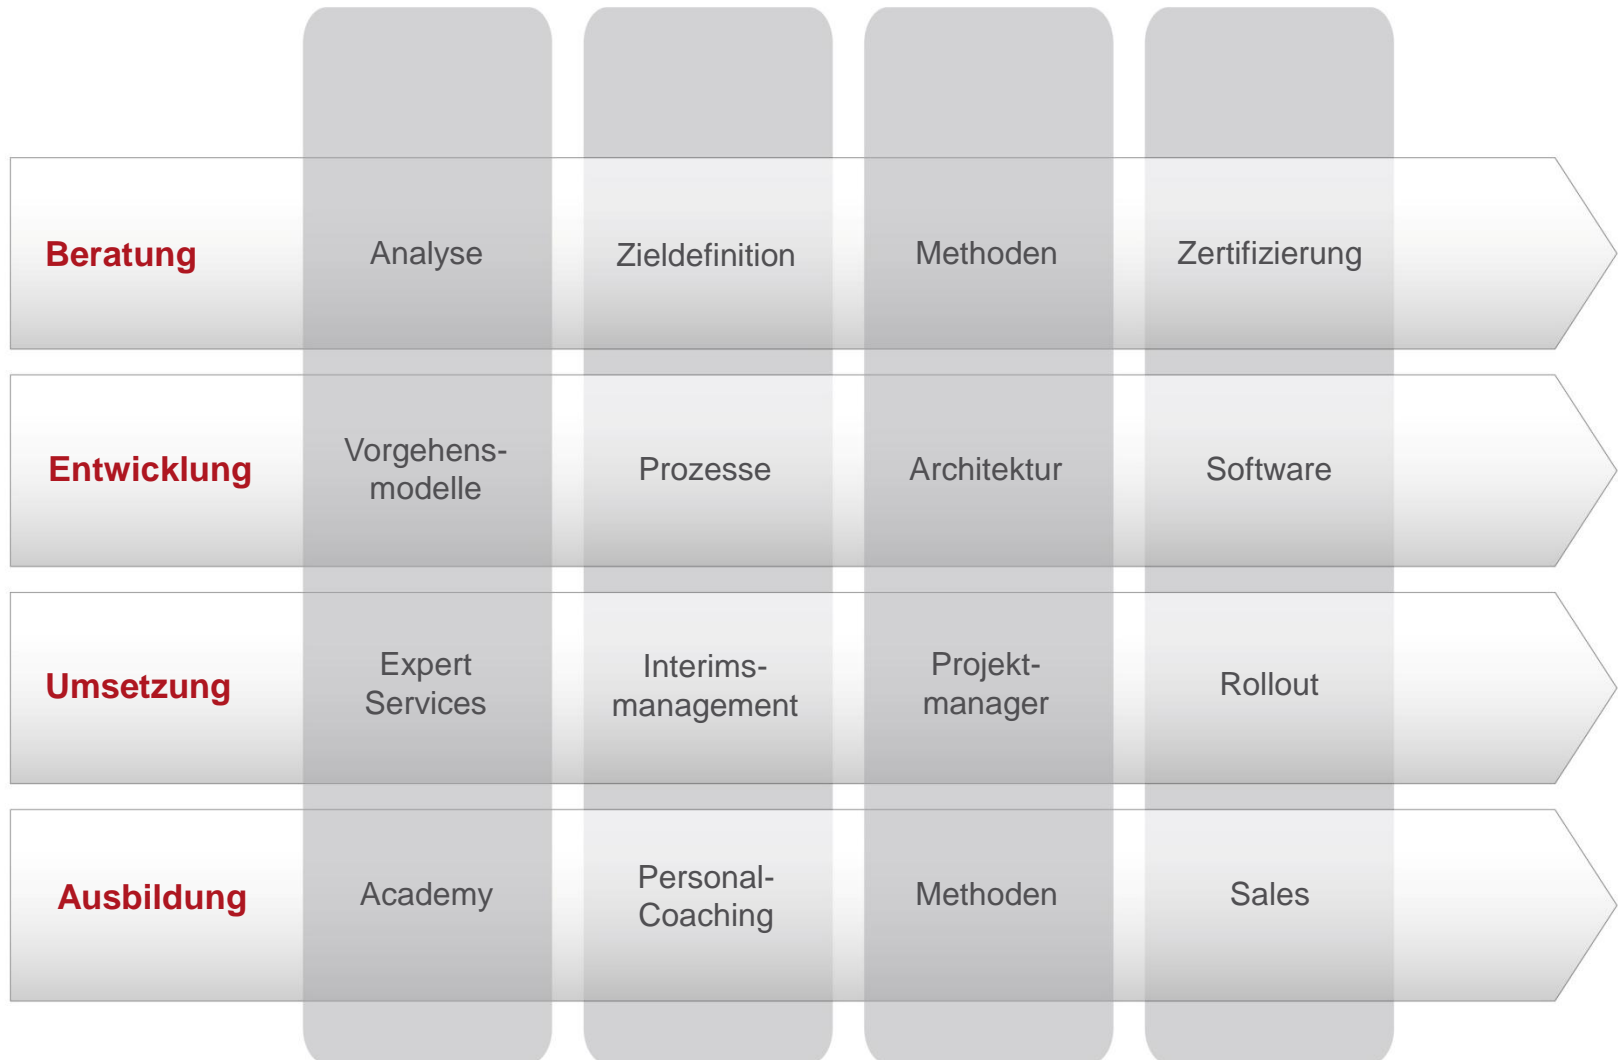 Beratung
Analyse
Zieldefinition
Methoden
Zertifizierung
Entwicklung
Vorgehens-
modelle
Prozesse
Architektur
Software
Umsetzung
Expert
Services
Interims-
management
Projekt-
manager
Rollout
Ausbildung
Academy
Personal-
Coaching
Methoden
Sales